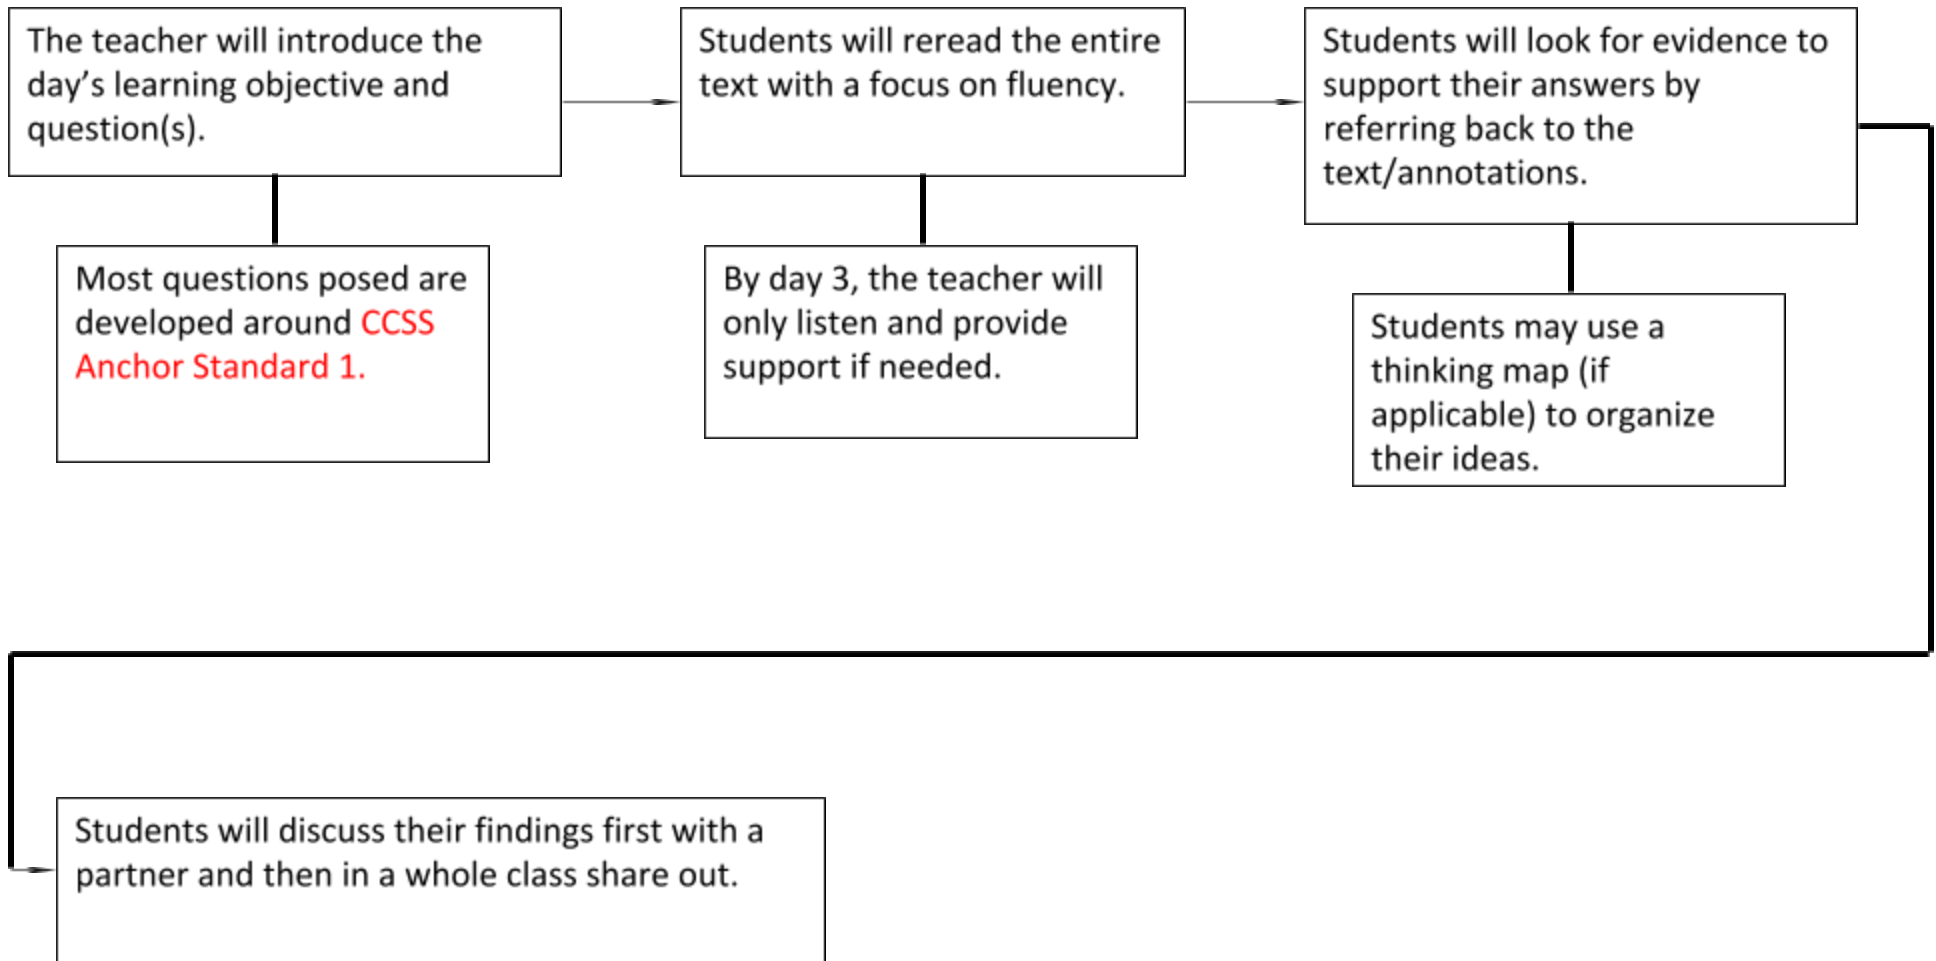 The teacher will introduce the
day’s learning objective and
question(s).
Students will reread the entire
text with a focus on fluency.
Students will look for evidence to
support their answers by
referring back to the
text/annotations.
Most questions posed are
developed around CCSS
Anchor Standard 1.
By day 3, the teacher will
only listen and provide
support if needed.
Students may use a
thinking map (if
applicable) to organize
their ideas.
Students will discuss their findings first with a
partner and then in a whole class share out.